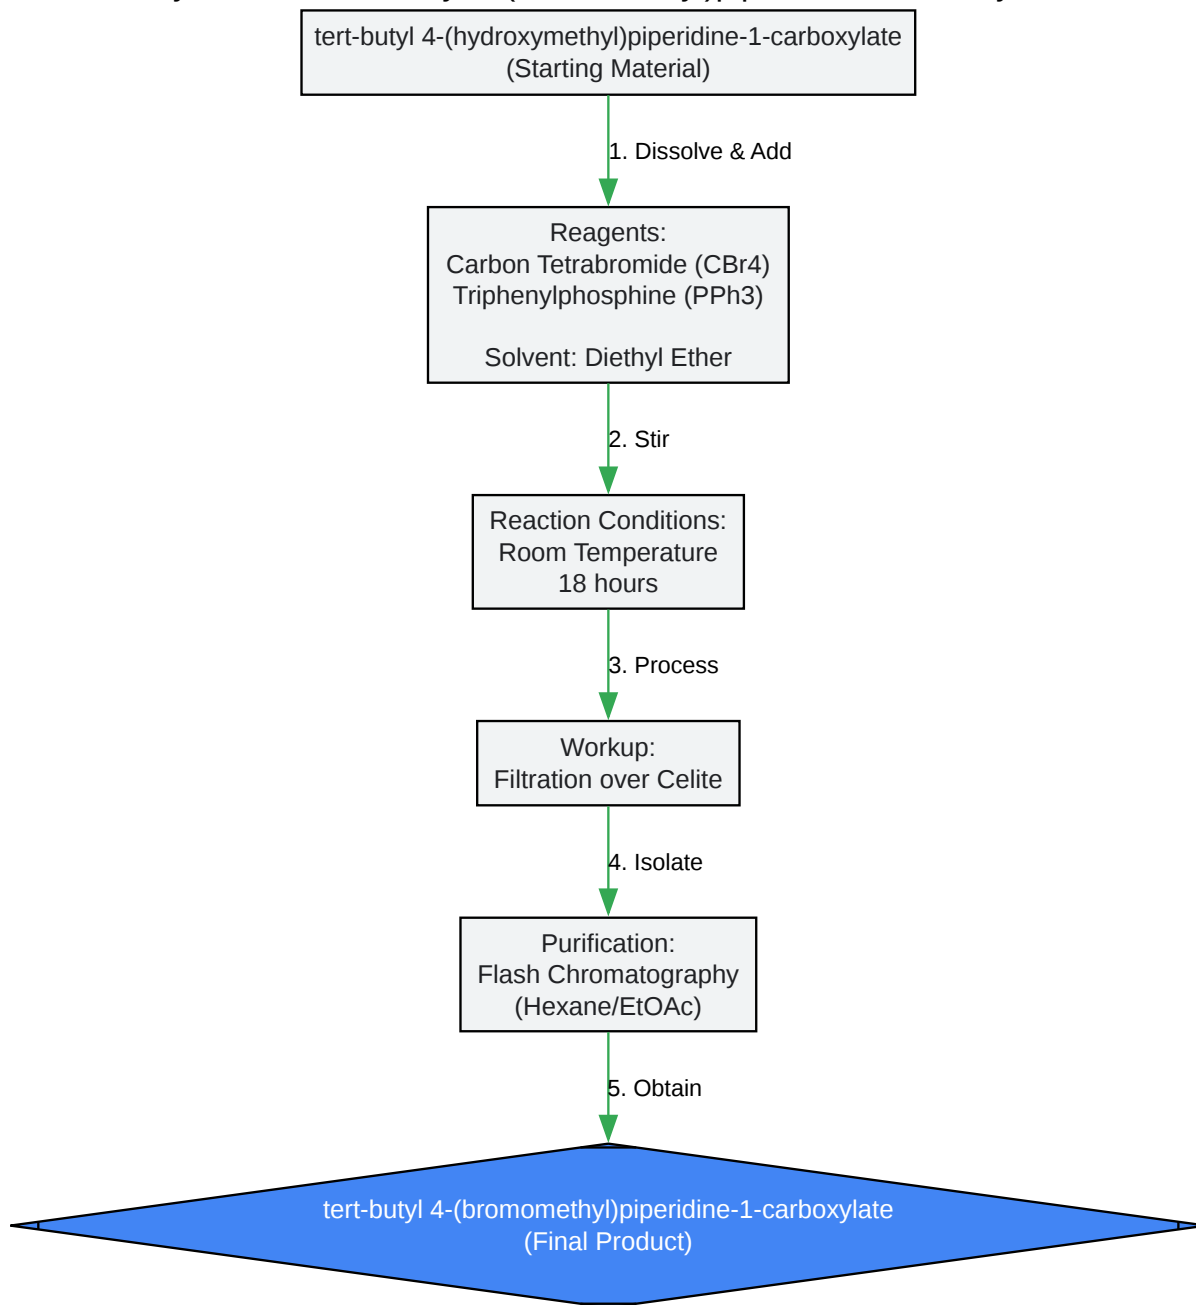 tert-butyl 4-(hydroxymethyl)piperidine-1-carboxylate
(Starting Material)
1. Dissolve & Add
Reagents:
Carbon Tetrabromide (CBr4)
Triphenylphosphine (PPh3)
Solvent: Diethyl Ether
2. Stir
Reaction Conditions:
Room Temperature
18 hours
3. Process
Workup:
Filtration over Celite
4. Isolate
Purification:
Flash Chromatography
(Hexane/EtOAc)
5. Obtain
tert-butyl 4-(bromomethyl)piperidine-1-carboxylate
(Final Product)